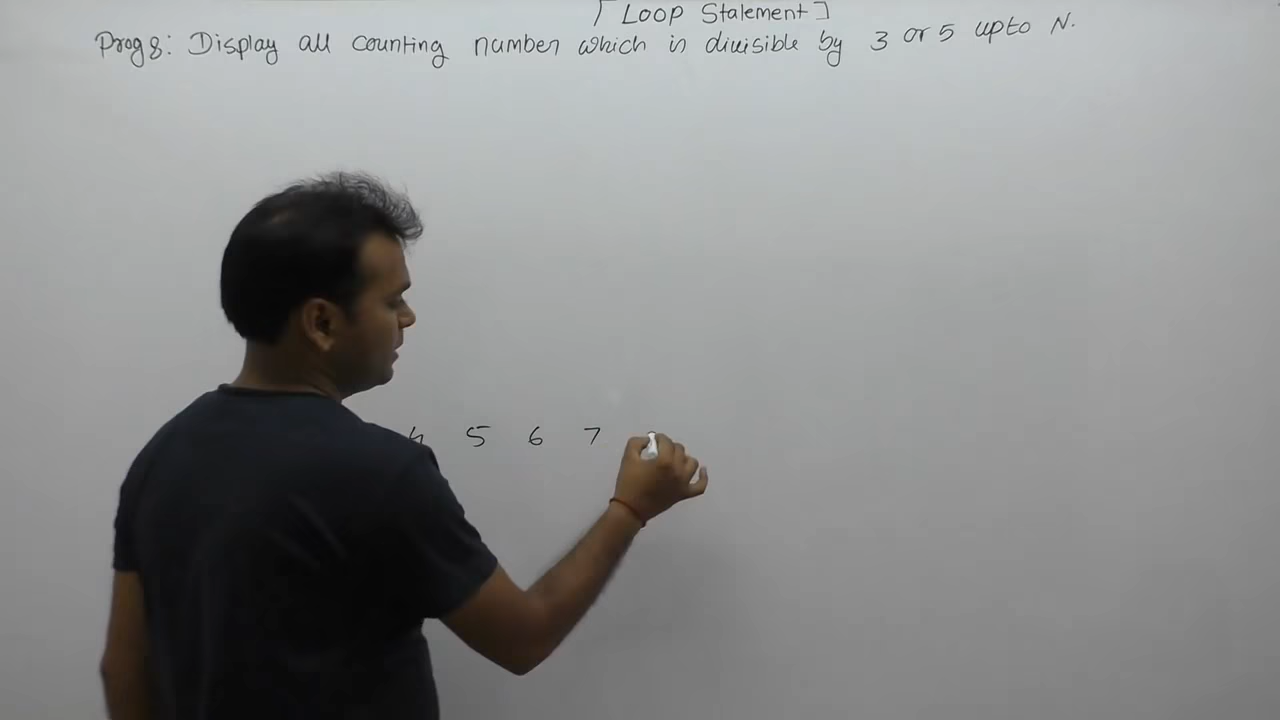 [ Loop Statement ]
Prog 8: Display all counting number which is divisible by 3 or 5 upto N.
4 5 6 7